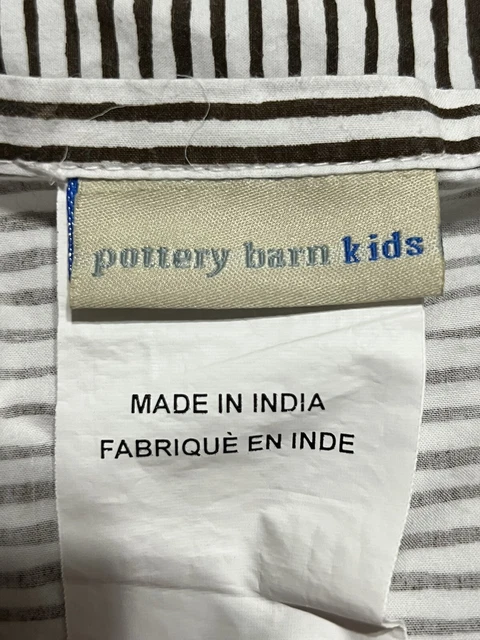 pottery barn kids
MADE IN INDIA
FABRIQUÈ EN INDE